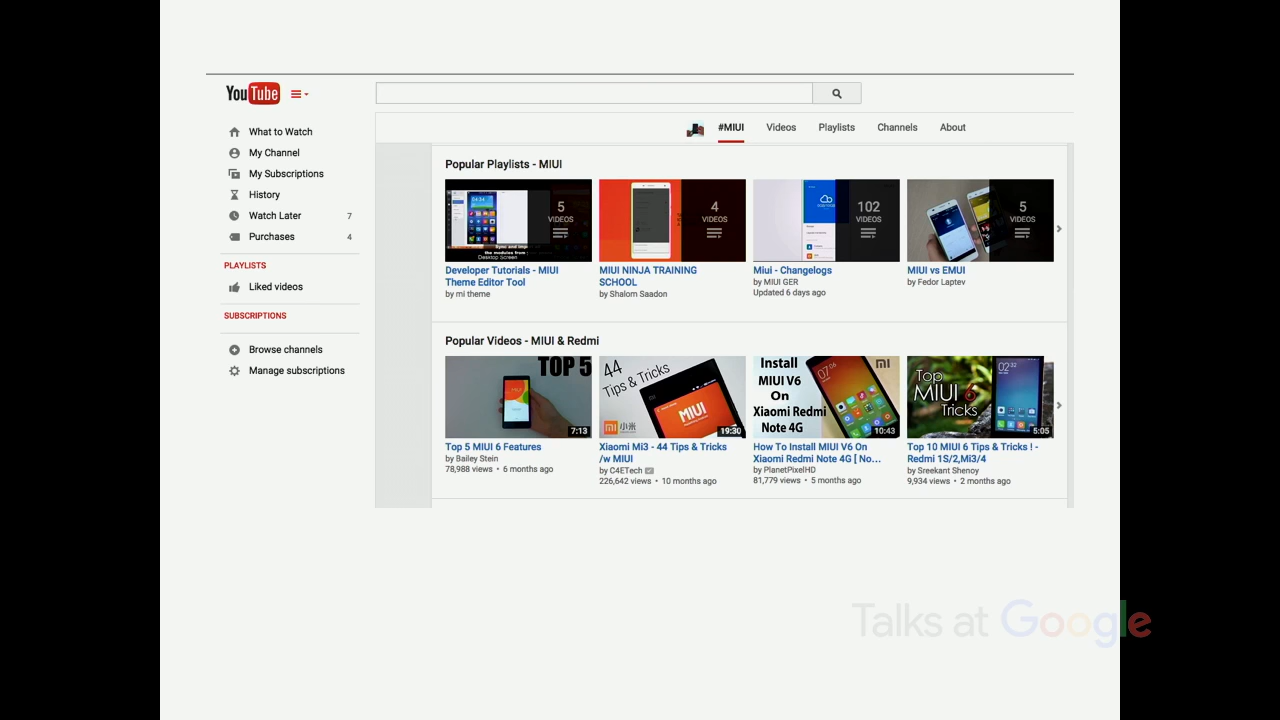 YouTube
What to Watch
My Channel
My Subscriptions
History
Watch Later 7
Purchases 4
PLAYLISTS
Liked videos
SUBSCRIPTIONS
Browse channels
Manage subscriptions
#MIUI Videos Playlists Channels About
Popular Playlists - MIUI
5
VIDEOS
Desktop Screen
Developer Tutorials - MIUI
Theme Editor Tool
by mi theme
4
VIDEOS
MIUI NINJA TRAINING
SCHOOL
by Shalom Saadon
102
VIDEOS
Miui - Changelogs
by MIUI GER
Updated 6 days ago
5
VIDEOS
MIUI vs EMUI
by Fedor Laptev
Popular Videos - MIUI & Redmi
TOP 5
7:13
Top 5 MIUI 6 Features
by Bailey Stein
78,988 views • 6 months ago
44
Tips & Tricks
MIUI
小米
19:30
Xiaomi Mi3 - 44 Tips & Tricks
/w MIUI
by C4ETech
226,642 views • 10 months ago
Install
MIUI V6
On
Xiaomi Redmi
Note 4G
07 06
10:43
How To Install MIUI V6 On
Xiaomi Redmi Note 4G [ No...
by PlanetPixelHD
81,779 views • 5 months ago
Top
MIUI 6
Tricks
02:32
5:05
Top 10 MIUI 6 Tips & Tricks ! -
Redmi 1S/2,Mi3/4
by Sreekant Shenoy
9,934 views • 2 months ago
Talks at Google